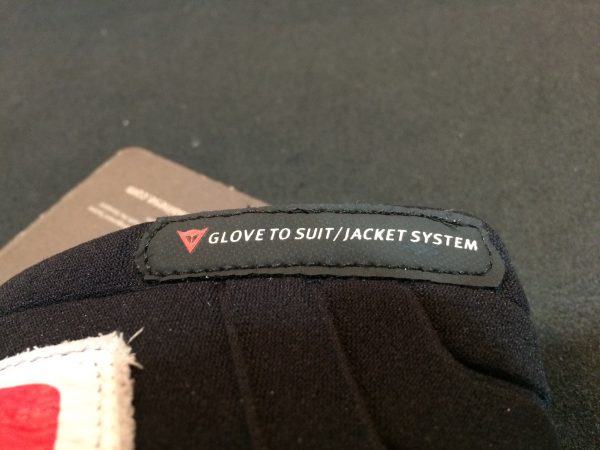 GLOVE TO SUIT/JACKET SYSTEM